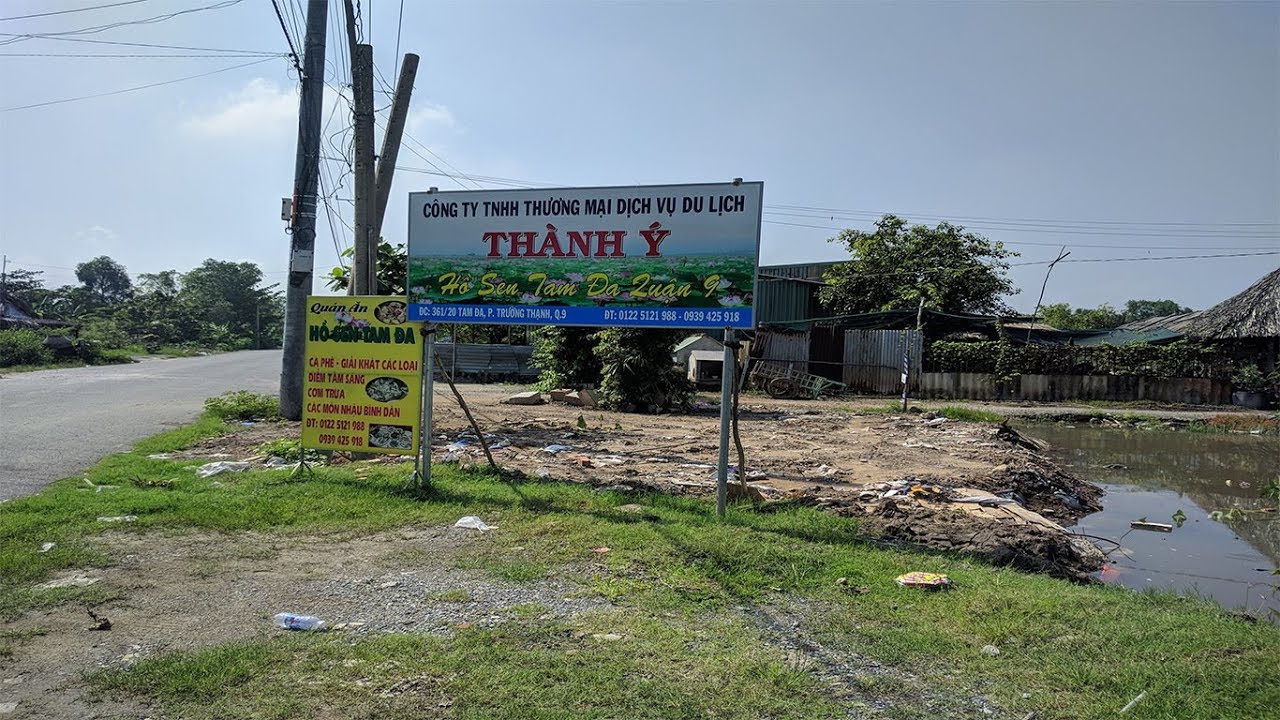 CÔNG TY TNHH THƯƠNG MẠI DỊCH VỤ DU LỊCH
THÀNH Ý
Hồ Sen Tam Đa Quận 9
ĐC: 361/20 TAM ĐA, P. TRƯỜNG THẠNH, Q.9 ĐT: 0122 5121 988 - 0939 425 918
Quán Ăn
HỒ SEN TAM ĐA
CA PHÊ - GIẢI KHÁT CÁC LOẠI
ĐIỂM TÂM SÁNG
CƠM TRƯA
CÁC MÓN NHẬU BÌNH DÂN
ĐT: 0122 5121 988
0939 425 918